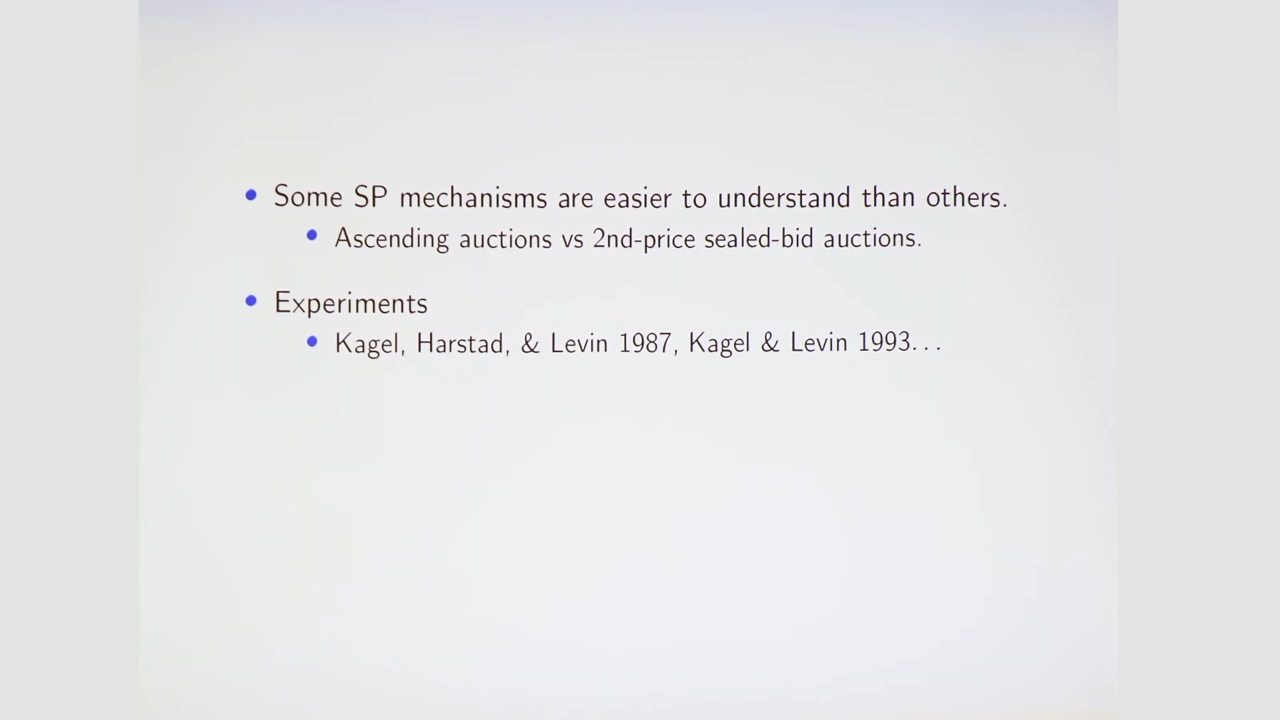 Some SP mechanisms are easier to understand than others.
Ascending auctions vs 2nd-price sealed-bid auctions.
Experiments
Kagel, Harstad, & Levin 1987, Kagel & Levin 1993...